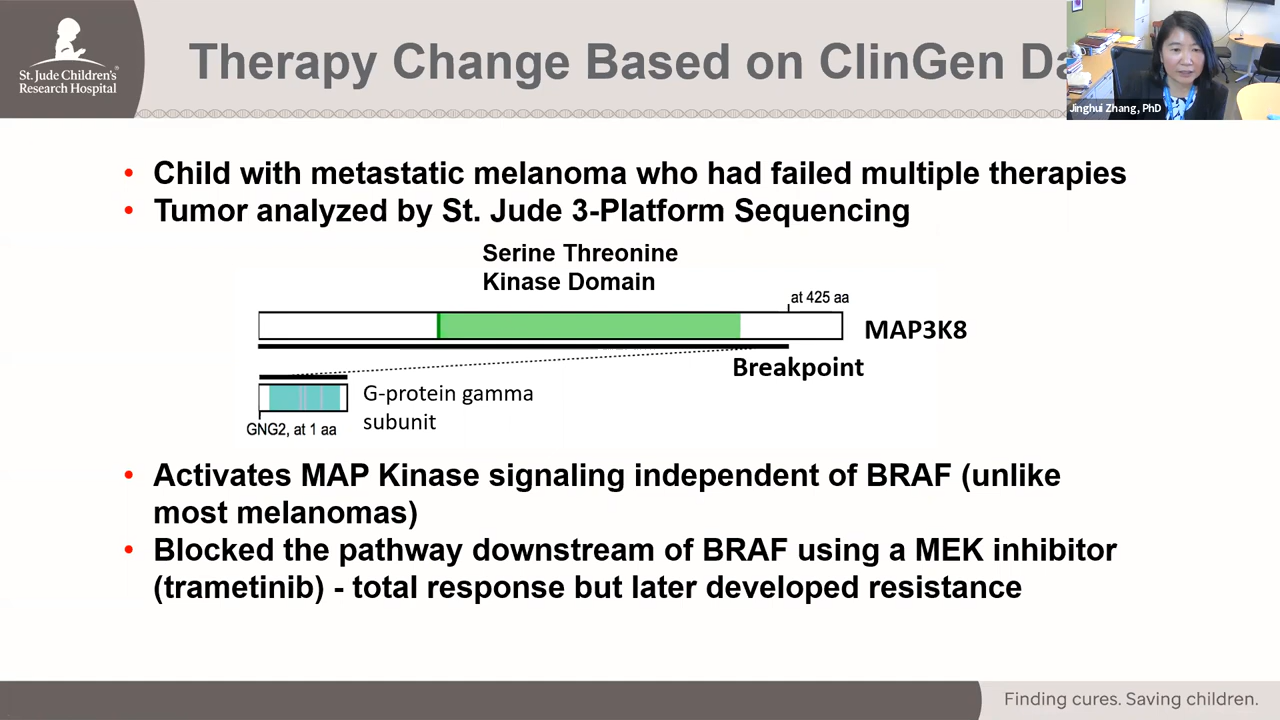 St. Jude Children's®
Research Hospital
Therapy Change Based on ClinGen
Jinghui Zhang, PhD
• Child with metastatic melanoma who had failed multiple therapies
• Tumor analyzed by St. Jude 3-Platform Sequencing
Serine Threonine
Kinase Domain
at 425 aa
MAP3K8
Breakpoint
G-protein gamma
subunit
GNG2, at 1 aa
• Activates MAP Kinase signaling independent of BRAF (unlike
most melanomas)
• Blocked the pathway downstream of BRAF using a MEK inhibitor
(trametinib) - total response but later developed resistance
Finding cures. Saving children.